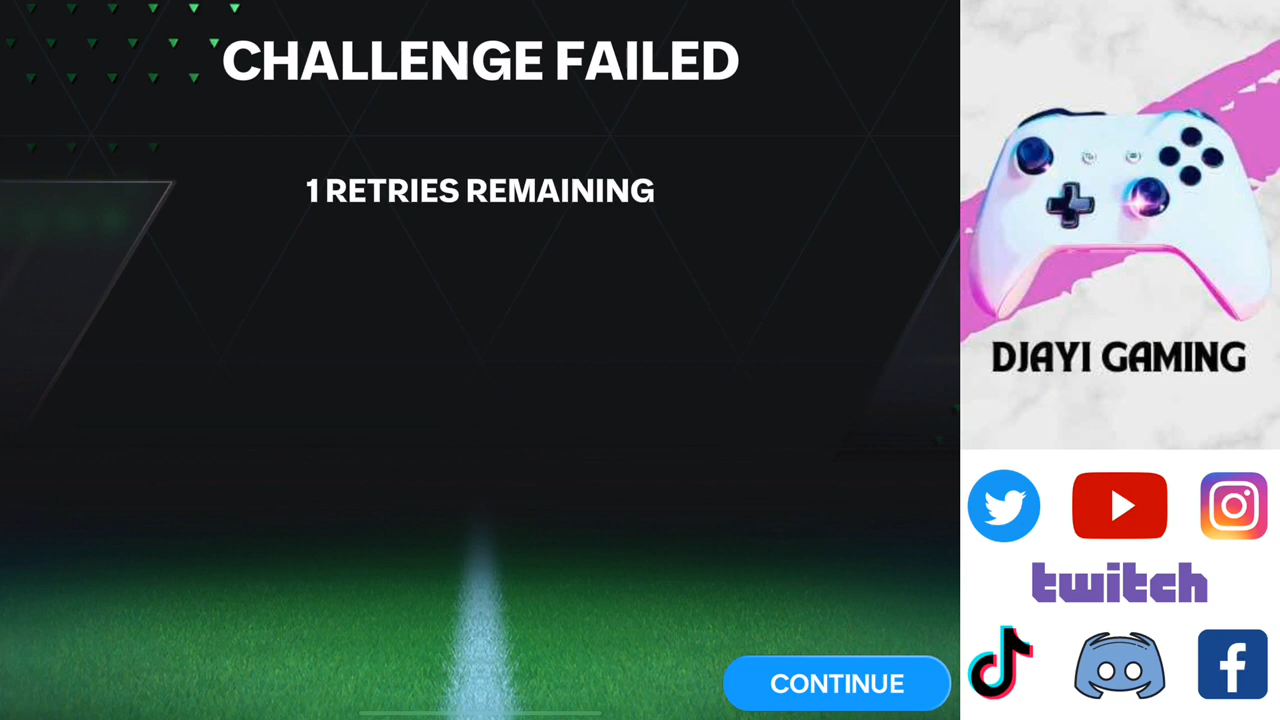 CHALLENGE FAILED
1 RETRIES REMAINING
CONTINUE
DJAYI GAMING
twitch